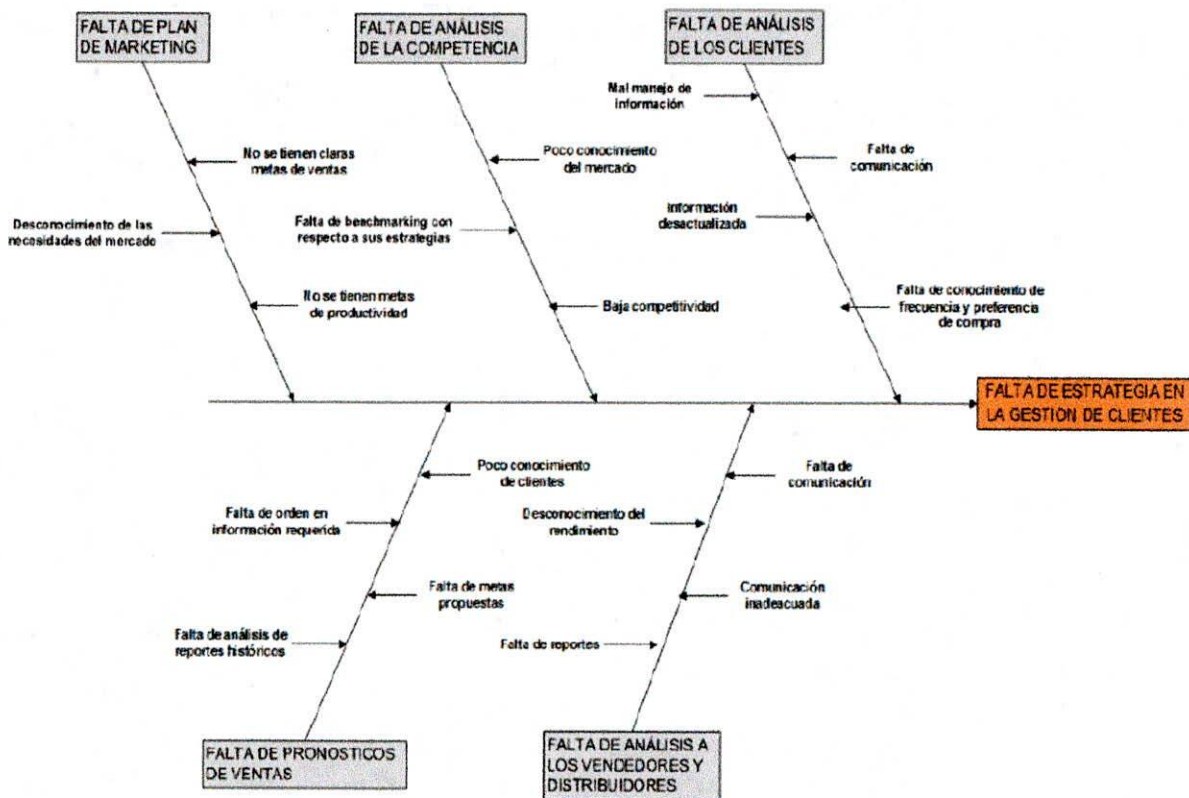 FALTA DE PLAN
DE MARKETING
FALTA DE ANÁLISIS
DE LA COMPETENCIA
FALTA DE ANÁLISIS
DE LOS CLIENTES
Mal manejo de
información
No se tienen claras
metas de ventas
Poco conocimiento
del mercado
Falta de
comunicación
Desconocimiento de las
necesidades del mercado
Falta de benchmarking con
respecto a sus estrategias
Información
desactualizada
No se tienen metas
de productividad
Baja competitividad
Falta de conocimiento de
frecuencia y preferencia
de compra
FALTA DE ESTRATEGIA EN
LA GESTION DE CLIENTES
Poco conocimiento
de clientes
Falta de
comunicación
Falta de orden en
información requerida
Desconocimiento del
rendimiento
Falta de metas
propuestas
Comunicación
inadeacuada
Falta de análisis de
reportes históricos
Falta de reportes
FALTA DE PRONOSTICOS
DE VENTAS
FALTA DE ANÁLISIS A
LOS VENDEDORES Y
DISTRIBUIDORES